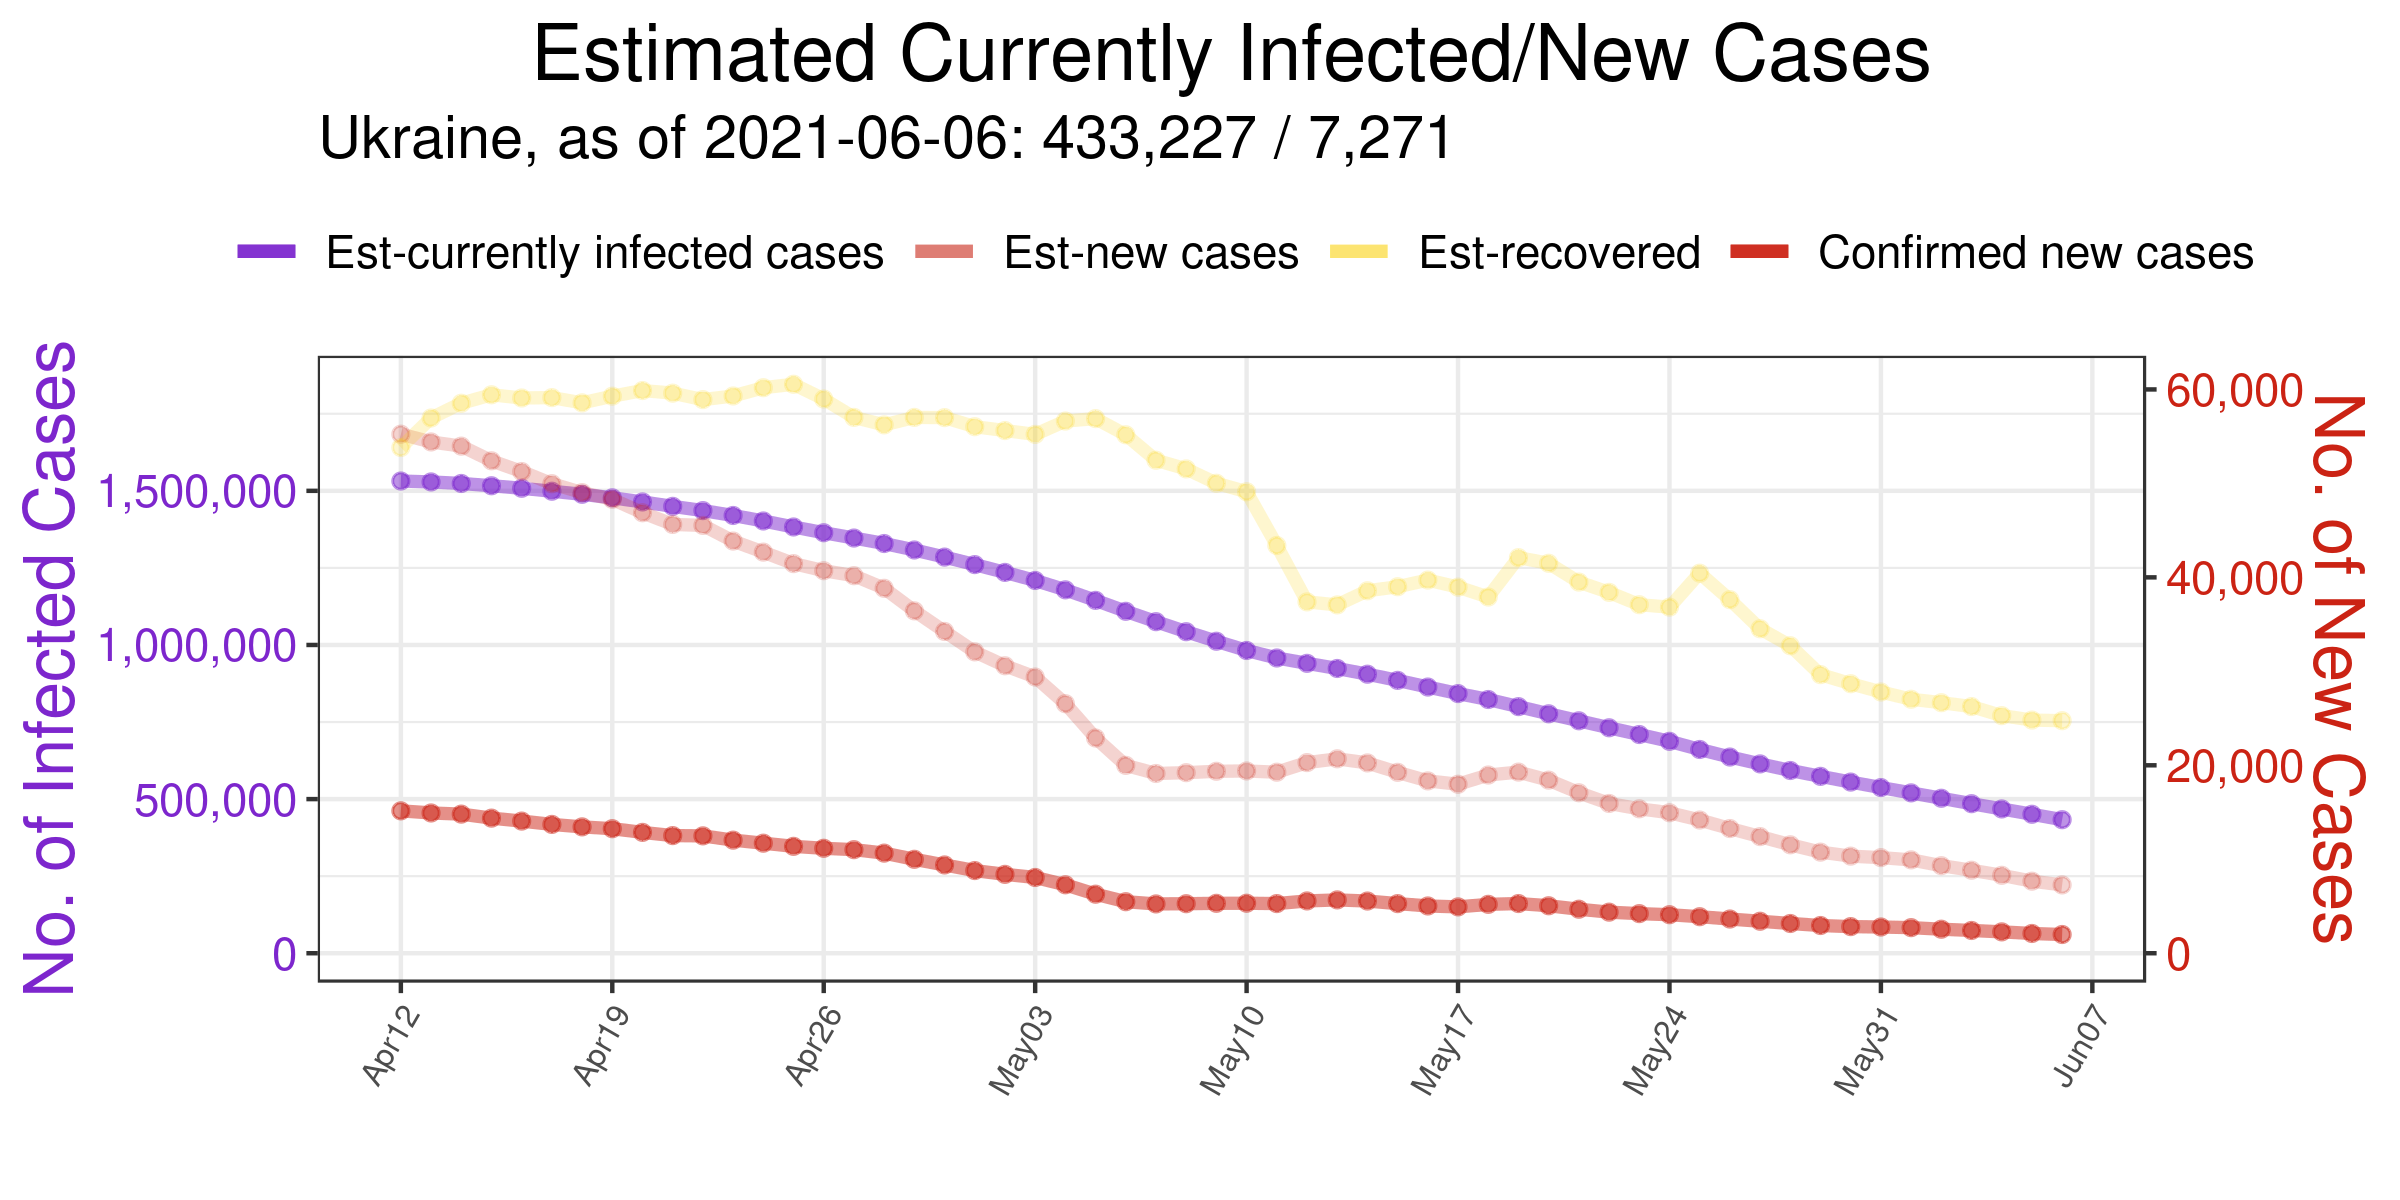 Estimated Currently Infected/New Cases
Ukraine, as of 2021-06-06: 433,227 / 7,271
Est-currently infected cases Est-new cases Est-recovered Confirmed new cases
No. of Infected Cases
1,500,000
1,000,000
500,000
0
60,000
40,000
20,000
0
No. of New Cases
Apr12 Apr19 Apr26 May03 May10 May17 May24 May31 Jun07